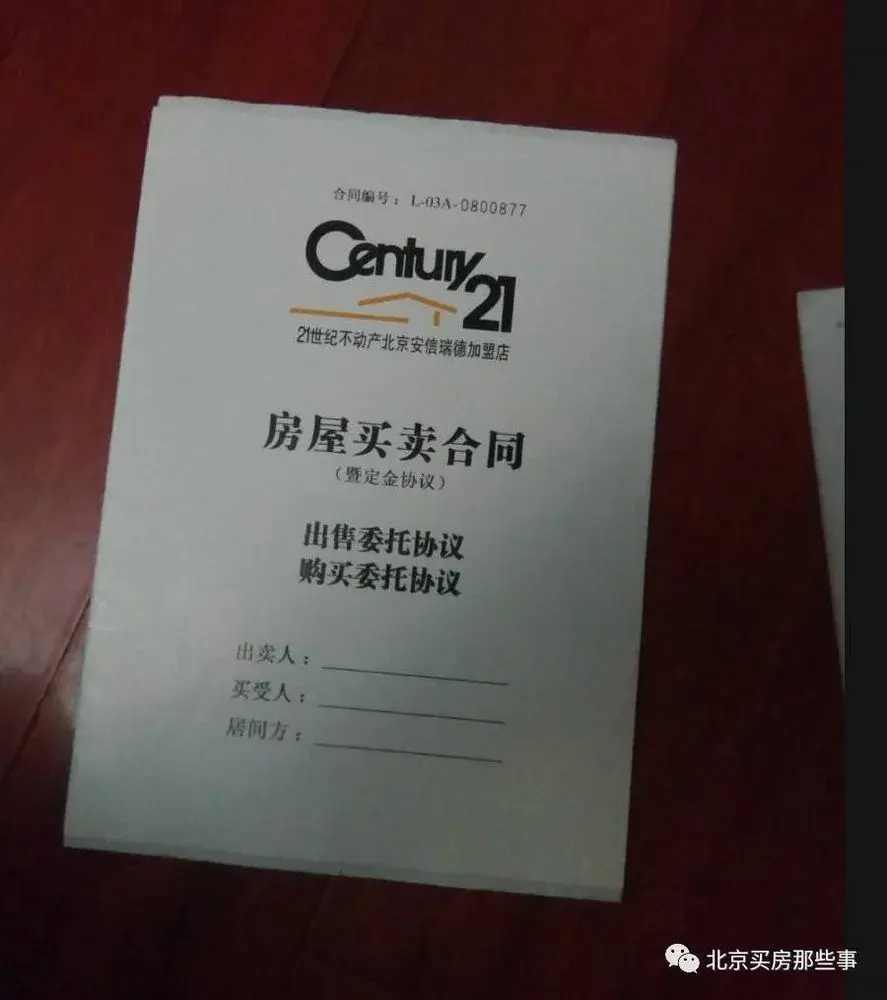 合同编号：L-03A-0800877
Century 21
21世纪不动产北京安信瑞德加盟店
房屋买卖合同
（暨定金协议）
出售委托协议
购买委托协议
出卖人：
买受人：
居间方：
北京买房那些事